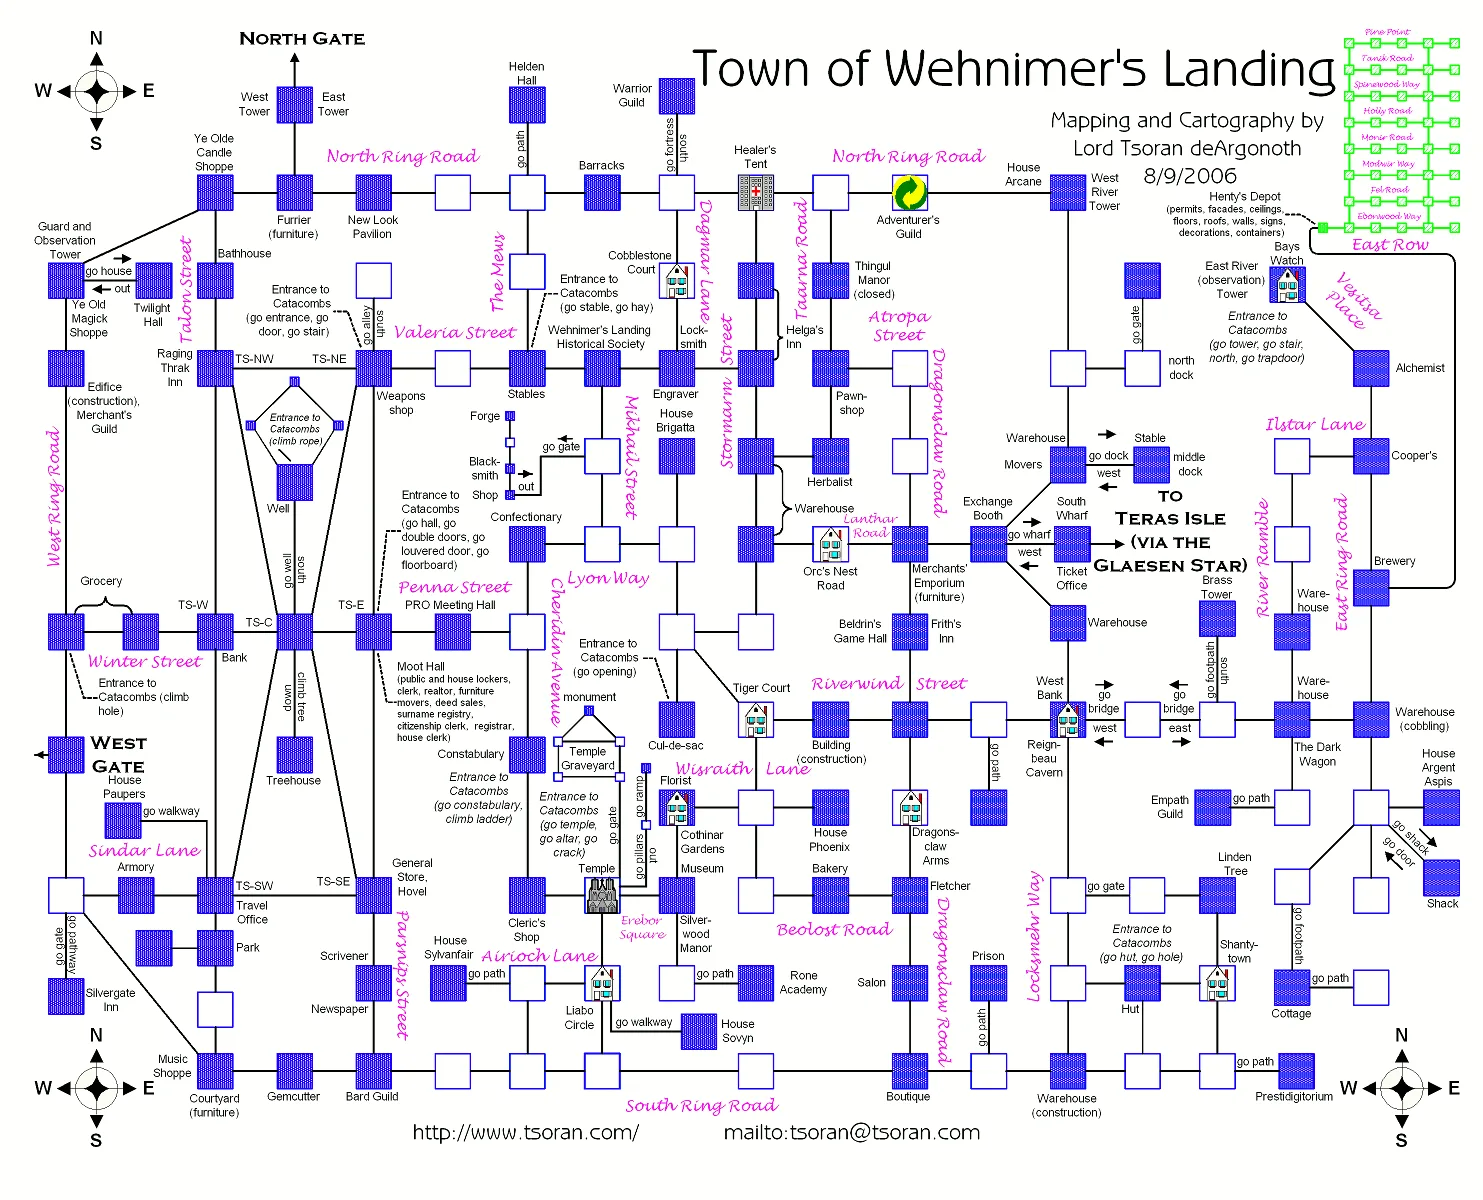 N
W
E
S
NORTH GATE
Town of Wehnimer's Landing
Mapping and Cartography by
Lord Tsoran deArgonoth
8/9/2006
Pine Point
Tanik Road
Spinewood Way
Holly Road
Monir Road
Modwir Way
Fel Road
Ebonwood Way
East Row
Henty's Depot
(permits, facades, ceilings,
floors, roofs, walls, signs,
decorations, containers)
West
Tower
East
Tower
Helden
Hall
go path
Warrior
Guild
go fortress
south
Ye Olde
Candle
Shoppe
North Ring Road
Barracks
Healer's
Tent
North Ring Road
House
Arcane
West
River
Tower
Furrier
(furniture)
New Look
Pavilion
Adventurer's
Guild
Guard and
Observation
Tower
go house
out
Ye Old
Magick
Shoppe
Twilight
Hall
Talon Street
Bathhouse
The Mews
Entrance to
Catacombs
(go stable, go hay)
Cobblestone
Court
Dagmar Lane
Taarna Road
Thingul
Manor
(closed)
East River
(observation)
Tower
Bays
Watch
Vesitsa
Place
Entrance to
Catacombs
(go tower, go stair,
north, go trapdoor)
Entrance to
Catacombs
(go entrance, go
door, go stair)
go alley
south
Valeria Street
Wehnimer's Landing
Historical Society
Lock-
smith
Stormarm Street
Helga's
Inn
Atropa
Street
go gate
north
dock
Alchemist
Raging
Thrak
Inn
TS-NW
TS-NE
Weapons
shop
Stables
Engraver
Pawn-
shop
Dragonsclaw Road
Edifice
(construction),
Merchant's
Guild
Entrance to
Catacombs
(climb rope)
Well
go well
south
Forge
Black-
smith
Shop
out
go gate
Mikhail Street
House
Brigatta
Herbalist
Warehouse
Movers
go dock
west
Stable
middle
dock
Ilstar Lane
Cooper's
West Ring Road
Entrance to
Catacombs
(go hall, go
double doors, go
louvered door, go
floorboard)
Confectionary
Lyon Way
Warehouse
Lanthar
Road
Orc's Nest
Road
Merchants'
Emporium
(furniture)
Exchange
Booth
go wharf
west
South
Wharf
Ticket
Office
TO
TERAS ISLE
(VIA THE
GLAESEN STAR)
River Ramble
East Ring Road
Brewery
Grocery
TS-W
TS-C
TS-E
Penna Street
PRO Meeting Hall
Cheridin Avenue
Beldrin's
Game Hall
Frith's
Inn
Warehouse
Brass
Tower
go footpath
south
Ware-
house
Winter Street
Bank
Entrance to
Catacombs (climb
hole)
climb tree
down
Treehouse
Moot Hall
(public and house lockers,
clerk, realtor, furniture
movers, deed sales,
surname registry,
citizenship clerk, registrar,
house clerk)
Entrance to
Catacombs
(go opening)
Cul-de-sac
Tiger Court
Riverwind Street
Building
(construction)
West
Bank
Reign-
beau
Cavern
go
bridge
west
go
bridge
east
Ware-
house
The Dark
Wagon
Warehouse
(cobbling)
WEST
GATE
monument
Temple
Graveyard
go gate
Constabulary
Entrance to
Catacombs
(go constabulary,
climb ladder)
Entrance to
Catacombs
(go temple,
go altar, go
crack)
go ramp
go pillars
out
Wisraith Lane
Florist
Cothinar
Gardens
House
Phoenix
Dragons-
claw
Arms
go path
Empath
Guild
go path
House
Argent
Aspis
go shack
go door
Shack
House
Paupers
go walkway
Sindar Lane
Armory
TS-SW
TS-SE
Travel
Office
General
Store,
Hovel
Temple
Cleric's
Shop
Erebor
Square
Museum
Silver-
wood
Manor
Bakery
Fletcher
Beolost Road
Dragonsclaw Road
Locksmehr Way
go gate
Linden
Tree
Entrance to
Catacombs
(go hut, go hole)
Shanty-
town
Hut
go footpath
go path
Cottage
go gate
go pathway
Silvergate
Inn
Park
Scrivener
Newspaper
Parsnips Street
House
Sylvanfair
go path
Airioch Lane
Liabo
Circle
go walkway
House
Sovyn
go path
Rone
Academy
Salon
Prison
go path
N
W
E
S
Music
Shoppe
Courtyard
(furniture)
Gemcutter
Bard Guild
South Ring Road
Boutique
Warehouse
(construction)
go path
Prestidigitorium
N
W
E
S
http://www.tsoran.com/
mailto:tsoran@tsoran.com